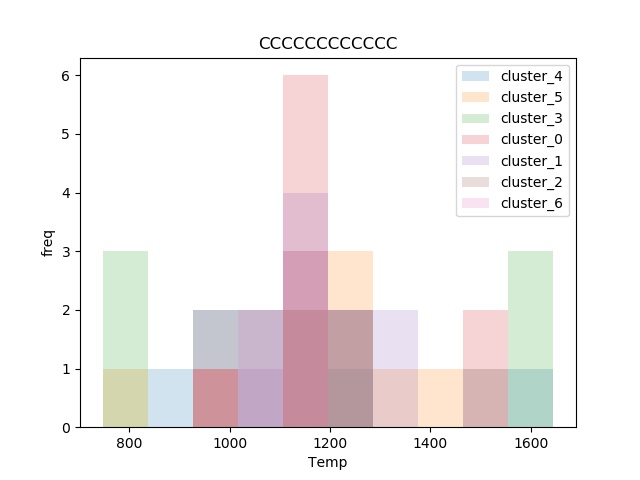 CCCCCCCCCCCC
6
5
4
3
2
1
0
freq
800
1000
1200
1400
1600
Temp
cluster_4
cluster_5
cluster_3
cluster_0
cluster_1
cluster_2
cluster_6